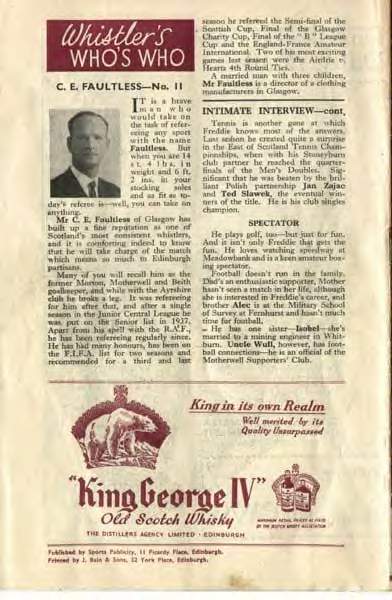 Whistler's
WHO'S WHO
C. E. FAULTLESS—No. 11
IT is a brave
man who
would take on
the task of refer-
eeing any sport
with the name
Faultless. But
when you are 14
st. 4 lbs. in
weight and 6 ft.
2 ins. in your
stocking soles
and as fit as to-
day's referee is—well, you can take on
anything.
Mr C. E. Faultless of Glasgow has
built up a fine reputation as one of
Scotland's most consistent whistlers,
and it is comforting indeed to know
that he will take charge of the match
which means so much to Edinburgh
partisans.
Many of you will recall him as the
former Morton, Motherwell and Beith
goalkeeper, and while with the Ayrshire
club he broke a leg. It was refereeing
for him after that, and after a single
season in the Junior Central League he
was put on the Senior list in 1937.
Apart from his spell with the R.A.F.,
he has been refereeing regularly since.
He has had many honours, has been on
the F.I.F.A. list for two seasons and
recommended for a third and last
season he refereed the Semi-final of the
Scottish Cup, Final of the Glasgow
Charity Cup, Final of the "B" League
Cup and the England-France Amateur
International. Two of his most exciting
games last season were the Airdrie v.
Hearts 4th Round Ties.
A married man with three children,
Mr Faultless is a director of a clothing
manufacturers in Glasgow.
INTIMATE INTERVIEW—cont.
Tennis is another game at which
Freddie knows most of the answers.
Last season he created quite a surprise
in the East of Scotland Tennis Cham-
pionships, when with his Stoneyburn
club partner he reached the quarter-
finals of the Men's Doubles. Sig-
nificant that he was beaten by the bril-
liant Polish partnership Jan Zajao
and Ted Slawek, the eventual win-
ners of the title. He is his club singles
champion.
SPECTATOR
He plays golf, too—but just for fun.
And it isn't only Freddie that gets the
fun. He loves watching speedway at
Meadowbank and is a keen amateur box-
ing spectator.
Football doesn't run in the family.
Dad's an enthusiastic supporter, Mother
hasn't seen a match in her life, although
she is interested in Freddie's career, and
brother Alec is at the Military School
of Survey at Fernhurst and hasn't much
time for football.
He has one sister—Isobel—she's
married to a mining engineer in Whit-
burn. Uncle Wull, however, has foot-
ball connections—he is an official of the
Motherwell Supporters' Club.
King in its own Realm
Well merited by its
Quality Unsurpassed
"King George IV"
Old Scotch Whisky
THE DISTILLERS AGENCY LIMITED · EDINBURGH
MAXIMUM RETAIL PRICES AS FIXED
BY THE SCOTCH WHISKY ASSOCIATION
Published by Sports Publicity, 11 Picardy Place, Edinburgh.
Printed by J. Bain & Sons, 52 York Place, Edinburgh.